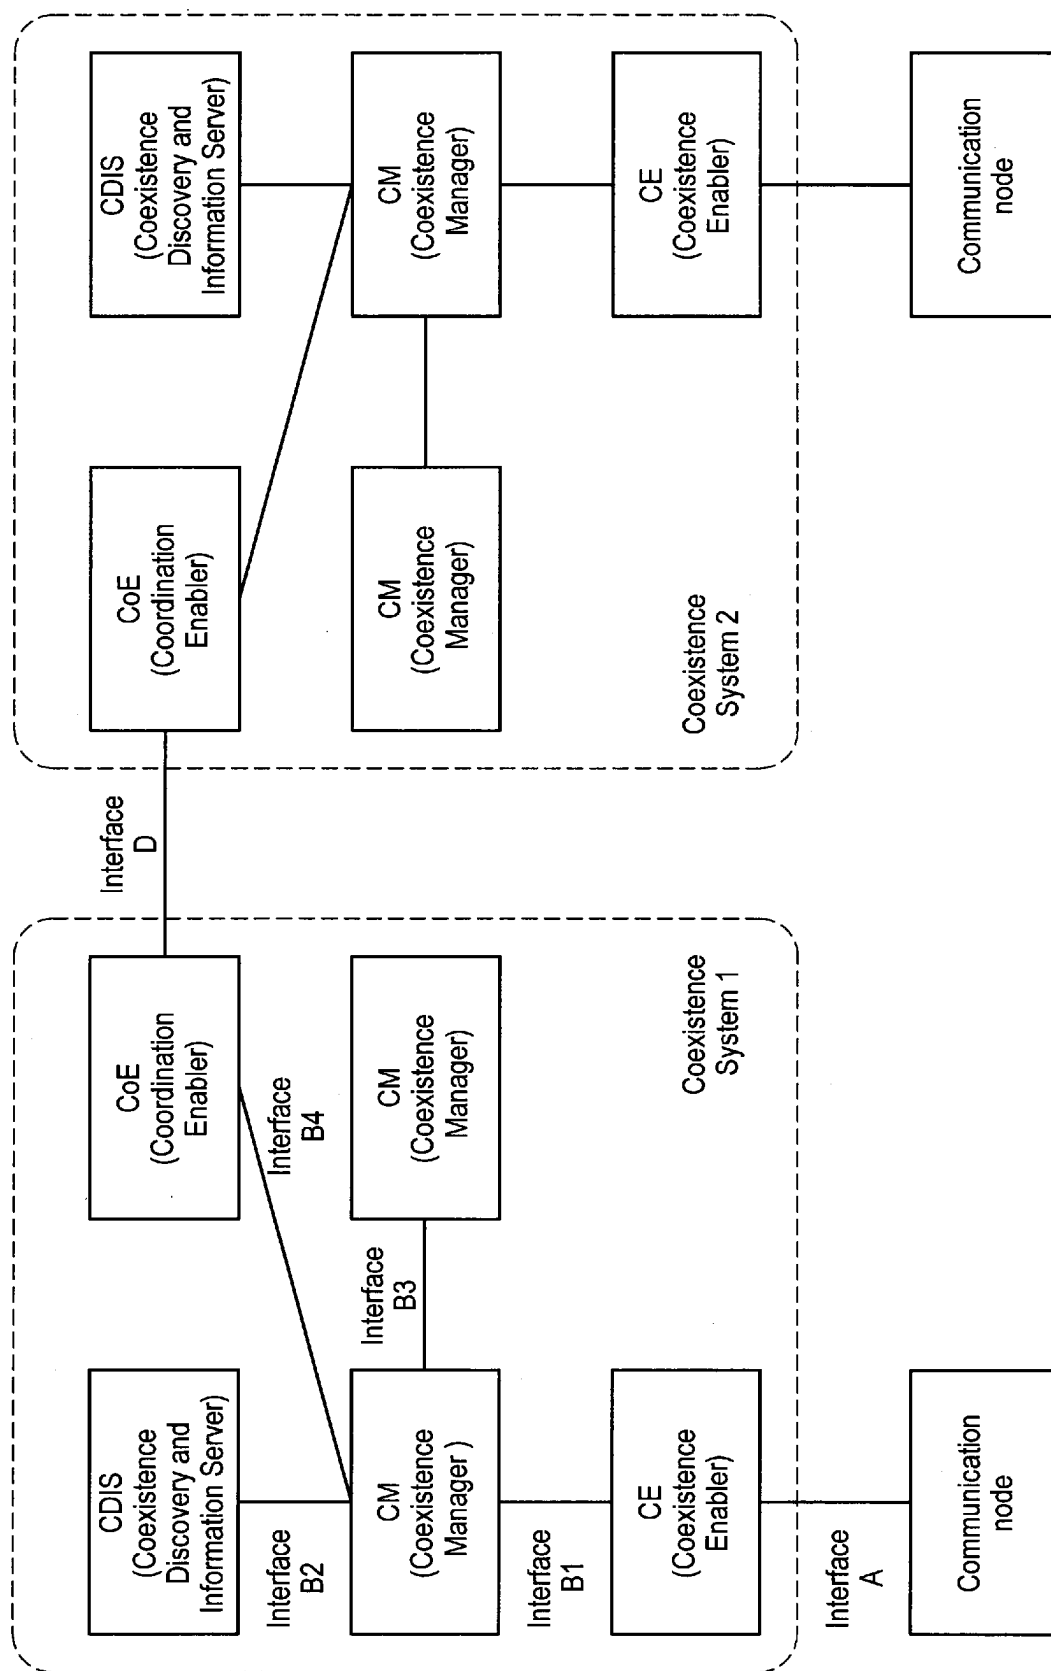 CDIS
(Coexistence
Discovery and
Information Server)
Interface
B2
CM
(Coexistence
Manager )
Interface
B1
CE
(Coexistence
Enabler)
Interface
A
Communication
node
CoE
(Coordination
Enabler)
Interface
B4
Interface
B3
CM
(Coexistence
Manager)
Coexistence
System 1
Interface
D
CoE
(Coordination
Enabler)
CM
(Coexistence
Manager)
Coexistence
System 2
CDIS
(Coexistence
Discovery and
Information Server)
CM
(Coexistence
Manager)
CE
(Coexistence
Enabler)
Communication
node